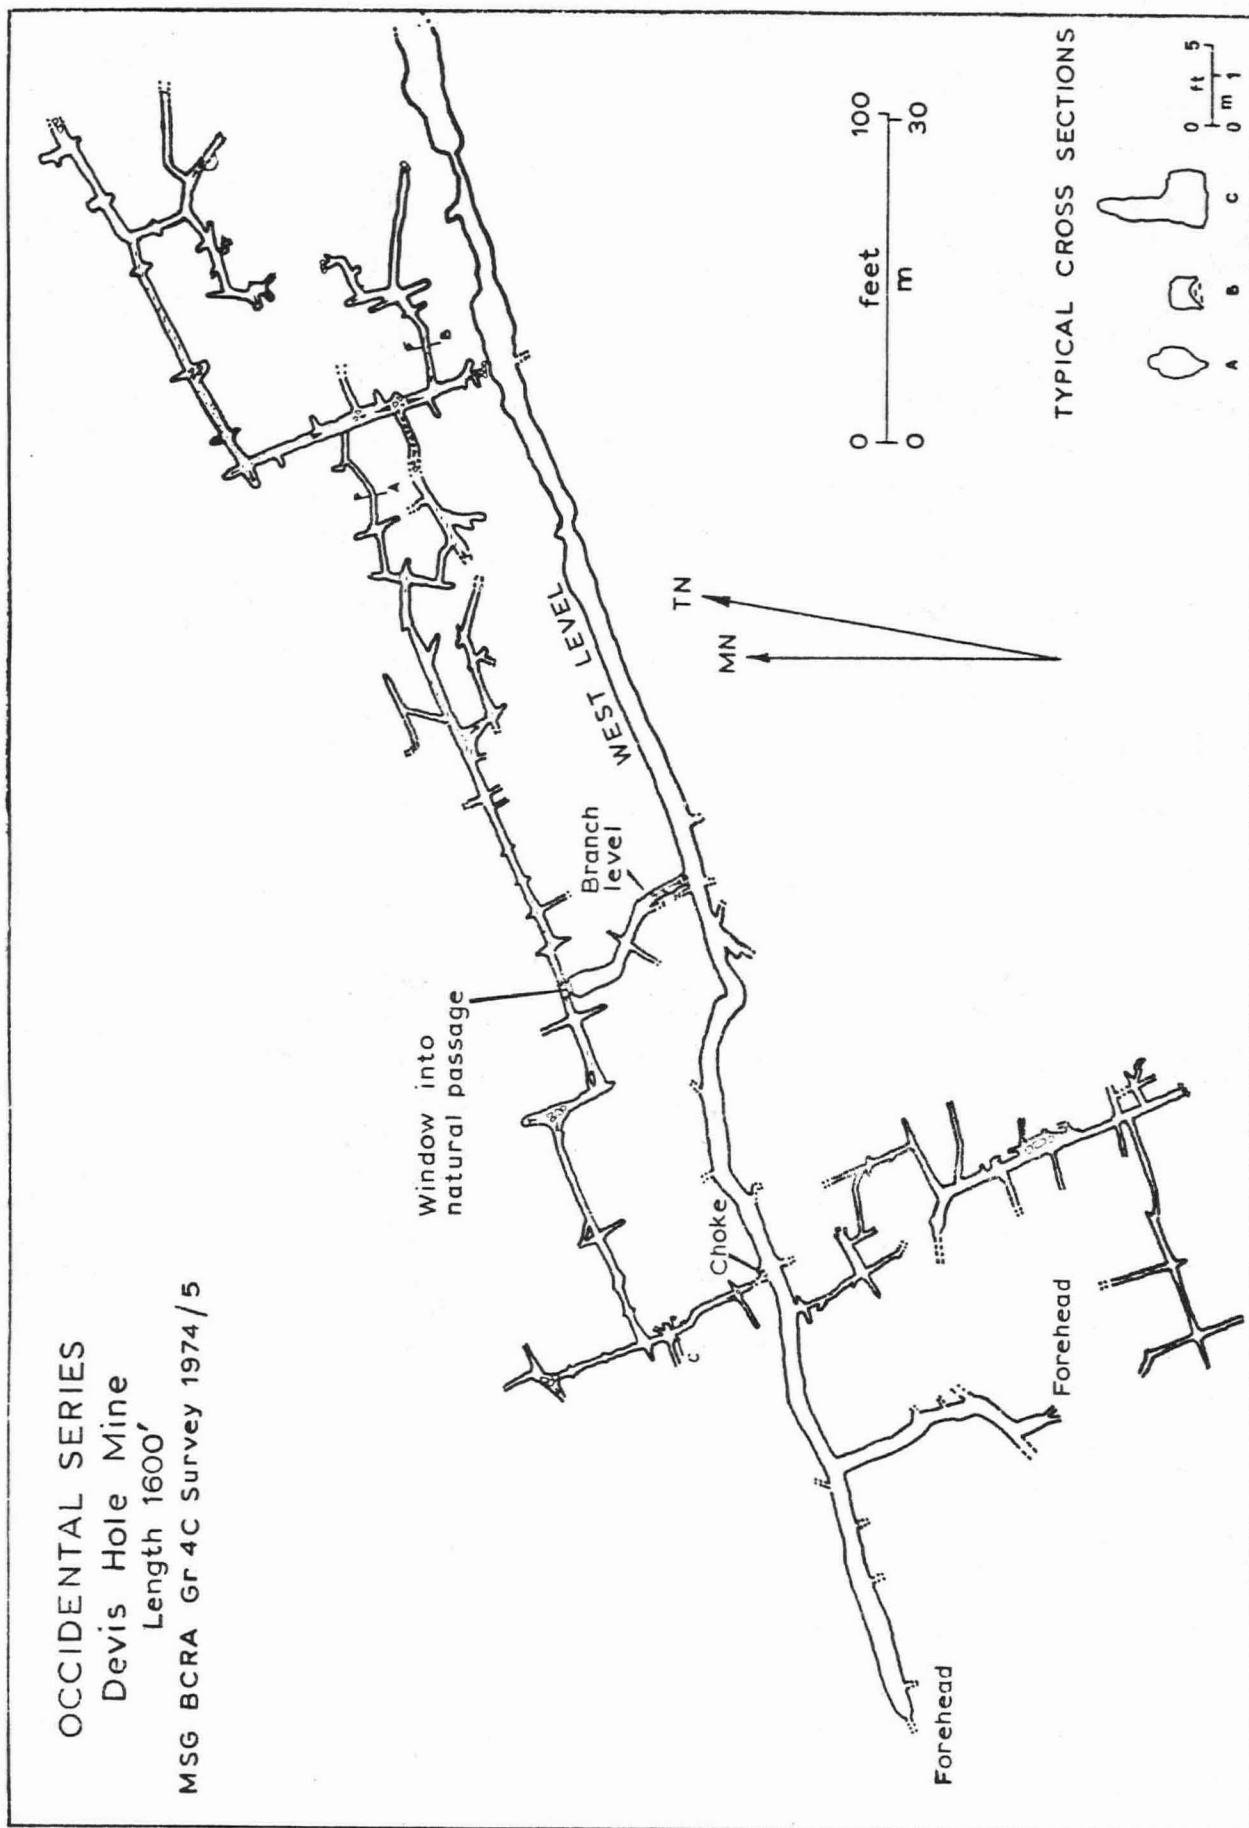 OCCIDENTAL SERIES
Devis Hole Mine
Length 1600'
MSG BCRA Gr 4C Survey 1974/5
Window into
natural passage
Branch
level
WEST LEVEL
Choke
C
A
B
MN
TN
Forehead
Forehead
0 feet 100
0 m 30
TYPICAL CROSS SECTIONS
A
B
C
0 ft 5
0 m 1